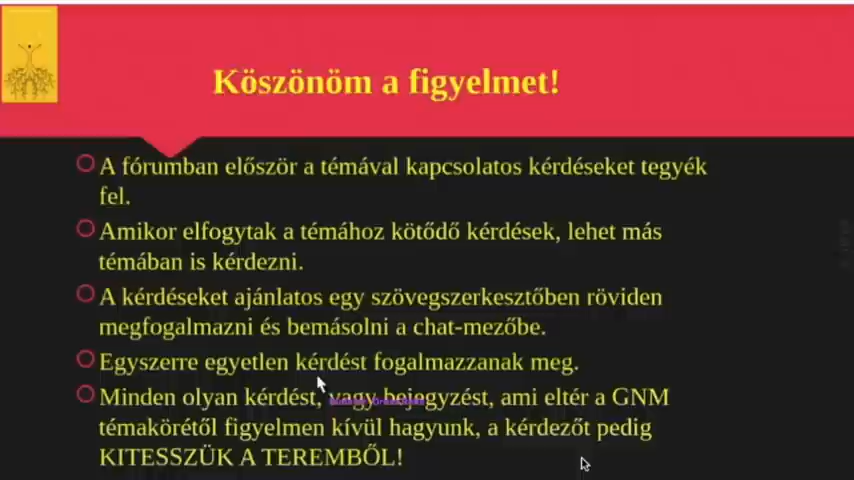 Köszönöm a figyelmet!
A fórumban először a témával kapcsolatos kérdéseket tegyék
fel.
Amikor elfogytak a témához kötődő kérdések, lehet más
témában is kérdezni.
A kérdéseket ajánlatos egy szövegszerkesztőben röviden
megfogalmazni és bemásolni a chat-mezőbe.
Egyszerre egyetlen kérdést fogalmazzanak meg.
Minden olyan kérdést, vagy bejegyzést, ami eltér a GNM
témakörétől figyelmen kívül hagyunk, a kérdezőt pedig
KITESSZÜK A TEREMBŐL!